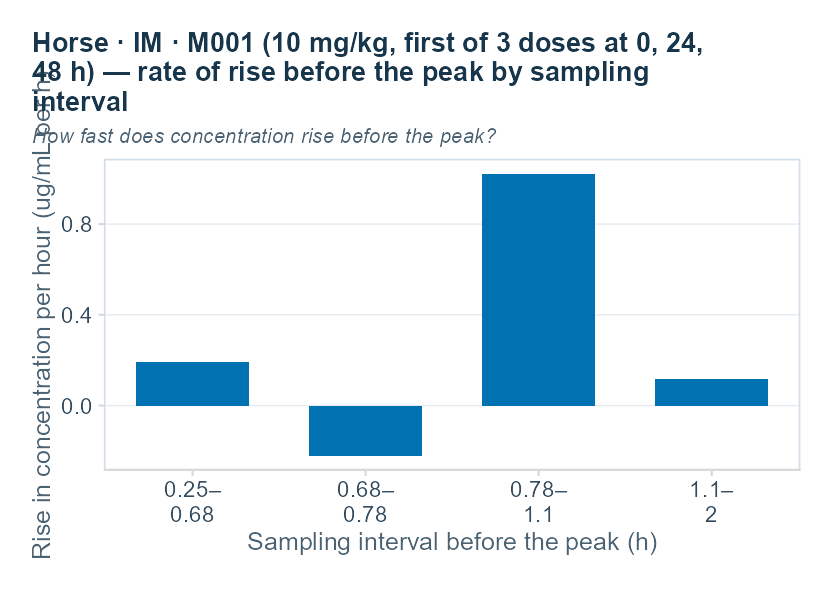 Horse · IM · M001 (10 mg/kg, first of 3 doses at 0, 24,
48 h) — rate of rise before the peak by sampling
interval
How fast does concentration rise before the peak?
Rise in concentration per hour (ug/mL per h)
0.8
0.4
0.0
0.25–
0.68
0.68–
0.78
0.78–
1.1
1.1–
2
Sampling interval before the peak (h)